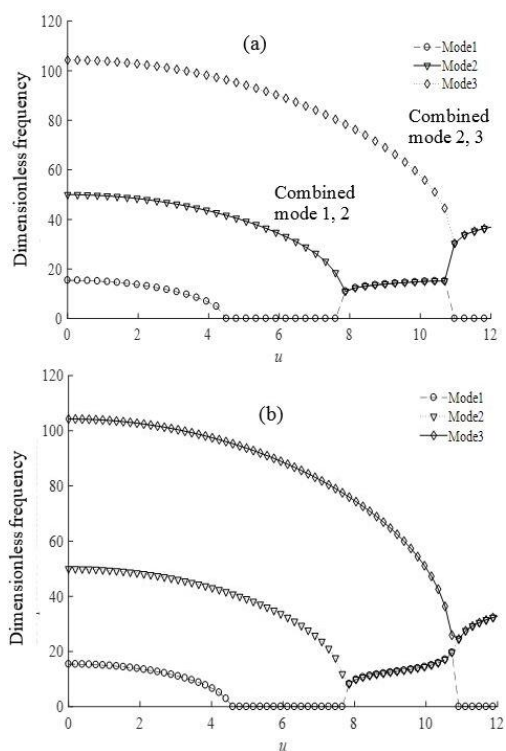 120
100
80
60
40
20
0
Dimensionless frequency
(a)
Mode1
Mode2
Mode3
Combined
mode 2, 3
Combined
mode 1, 2
0 2 4 6 8 10 12
u
120
100
80
60
40
20
0
Dimensionless frequency
(b)
Mode1
Mode2
Mode3
0 2 4 6 8 10 12
u